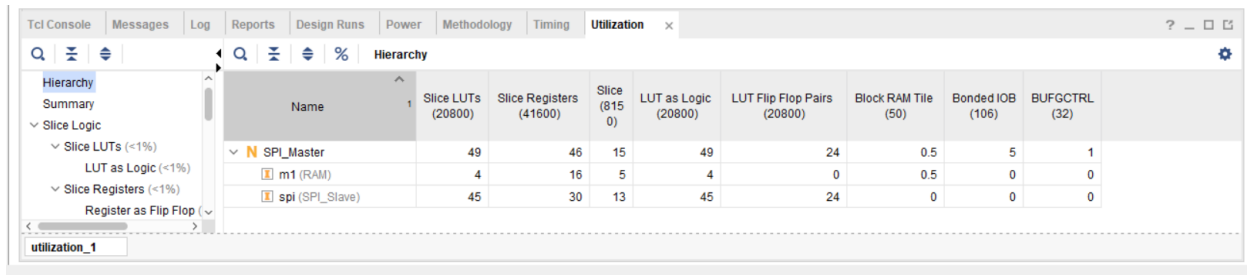 Tcl Console Messages Log Reports Design Runs Power Methodology Timing Utilization × ? _ □
% Hierarchy
Hierarchy
Summary
Slice Logic
Slice LUTs (<1%)
LUT as Logic (<1%)
Slice Registers (<1%)
Register as Flip Flop (
Name 1 Slice LUTs (20800) Slice Registers (41600) Slice (815 0) LUT as Logic (20800) LUT Flip Flop Pairs (20800) Block RAM Tile (50) Bonded IOB (106) BUFGCTRL (32)
N SPI_Master 49 46 15 49 24 0.5 5 1
I m1 (RAM) 4 16 5 4 0 0.5 0 0
I spi (SPI_Slave) 45 30 13 45 24 0 0 0
utilization_1